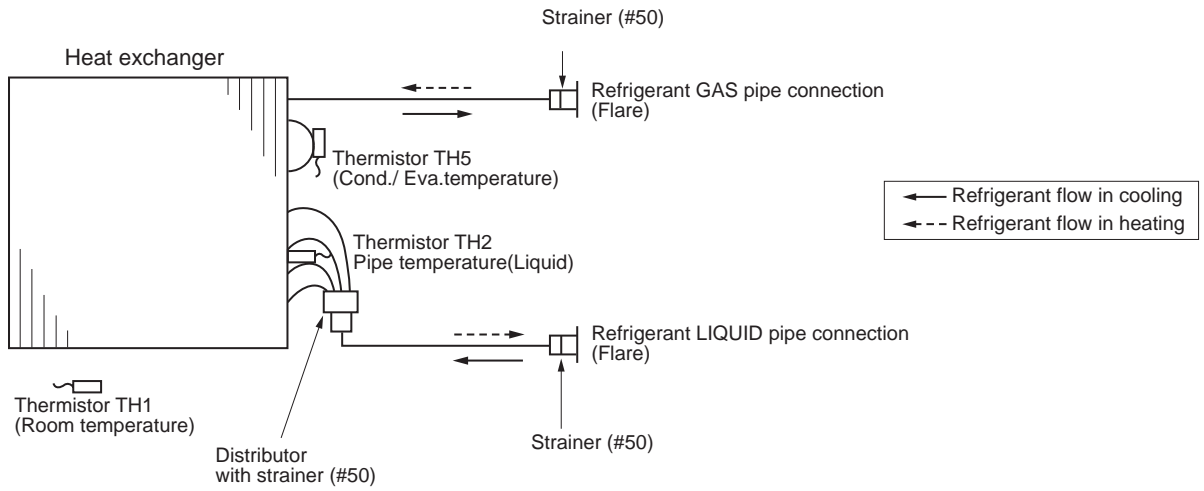 Strainer (#50)
Heat exchanger
Refrigerant GAS pipe connection
(Flare)
Thermistor TH5
(Cond./ Eva.temperature)
Refrigerant flow in cooling
Refrigerant flow in heating
Thermistor TH2
Pipe temperature(Liquid)
Refrigerant LIQUID pipe connection
(Flare)
Thermistor TH1
(Room temperature)
Strainer (#50)
Distributor
with strainer (#50)